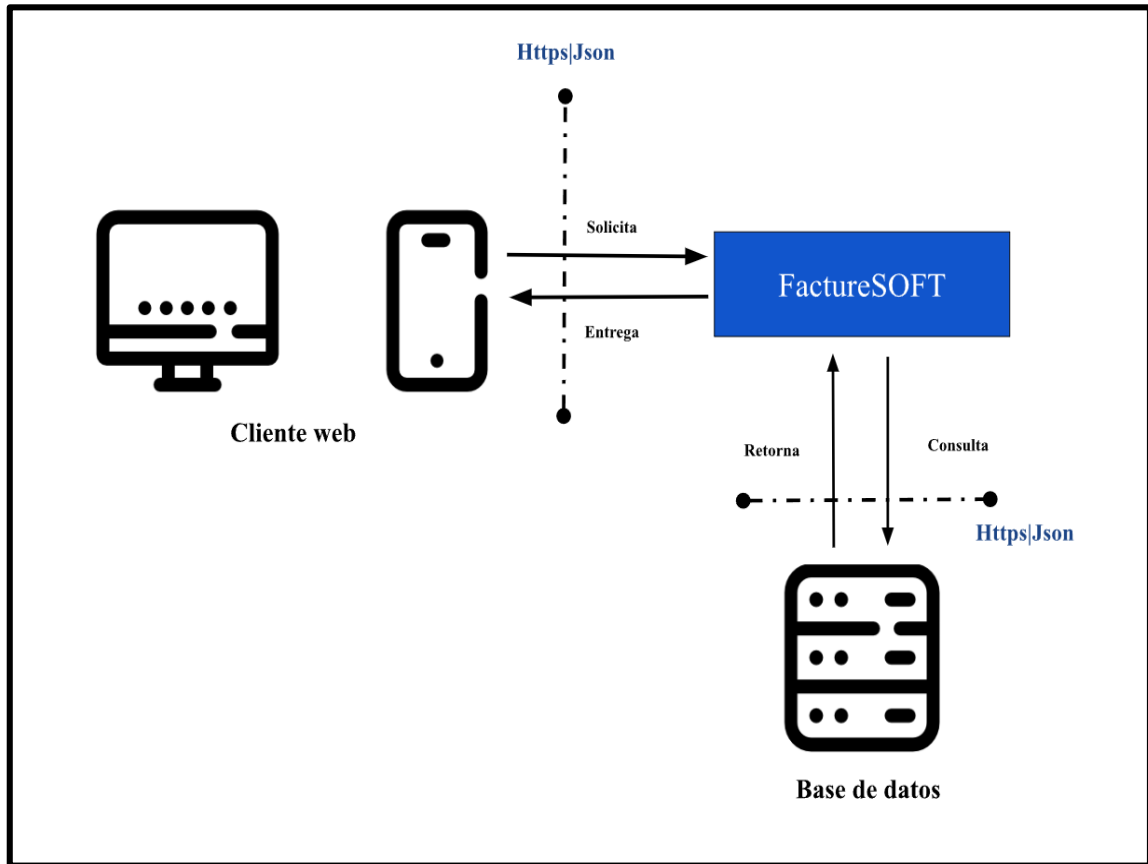 Https|Json
Solicita
FactureSOFT
Entrega
Cliente web
Retorna
Consulta
Https|Json
Base de datos